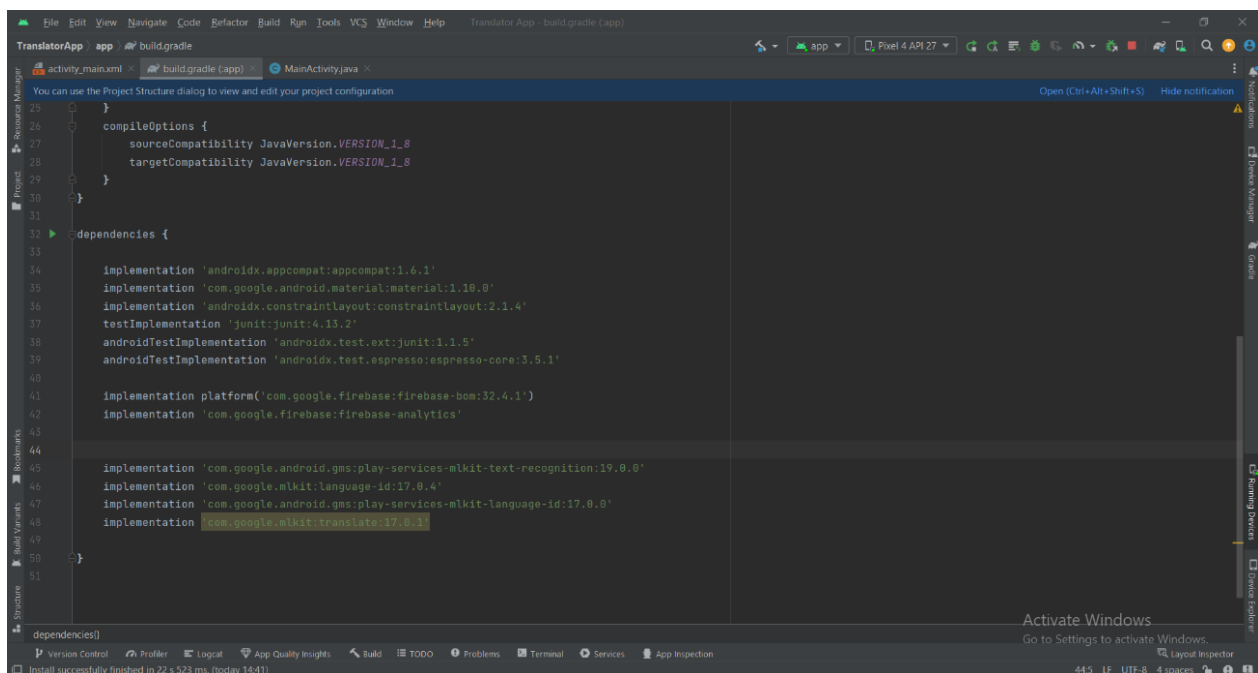 File Edit View Navigate Code Refactor Build Run Tools VCS Window Help Translator App - build.gradle (:app)
TranslatorApp app build.gradle app Pixel 4 API 27
activity_main.xml build.gradle (:app) MainActivity.java
You can use the Project Structure dialog to view and edit your project configuration Open (Ctrl+Alt+Shift+S) Hide notification
25 }
26 compileOptions {
27 sourceCompatibility JavaVersion.VERSION_1_8
28 targetCompatibility JavaVersion.VERSION_1_8
29 }
30 }
31
32 dependencies {
33
34 implementation 'androidx.appcompat:appcompat:1.6.1'
35 implementation 'com.google.android.material:material:1.10.0'
36 implementation 'androidx.constraintlayout:constraintlayout:2.1.4'
37 testImplementation 'junit:junit:4.13.2'
38 androidTestImplementation 'androidx.test.ext:junit:1.1.5'
39 androidTestImplementation 'androidx.test.espresso:espresso-core:3.5.1'
40
41 implementation platform('com.google.firebase:firebase-bom:32.4.1')
42 implementation 'com.google.firebase:firebase-analytics'
43
44
45 implementation 'com.google.android.gms:play-services-mlkit-text-recognition:19.0.0'
46 implementation 'com.google.mlkit:language-id:17.0.4'
47 implementation 'com.google.android.gms:play-services-mlkit-language-id:17.0.0'
48 implementation 'com.google.mlkit:translate:17.0.1'
49
50 }
51
Resource Manager
Project
Bookmarks
Build Variants
Structure
Notifications
Device Manager
Gradle
Running Devices
Device Explorer
Activate Windows
Go to Settings to activate Windows.
dependencies{}
Version Control Profiler Logcat App Quality Insights Build TODO Problems Terminal Services App Inspection Layout Inspector
Install successfully finished in 22 s 523 ms. (today 14:41) 44:5 LF UTF-8 4 spaces